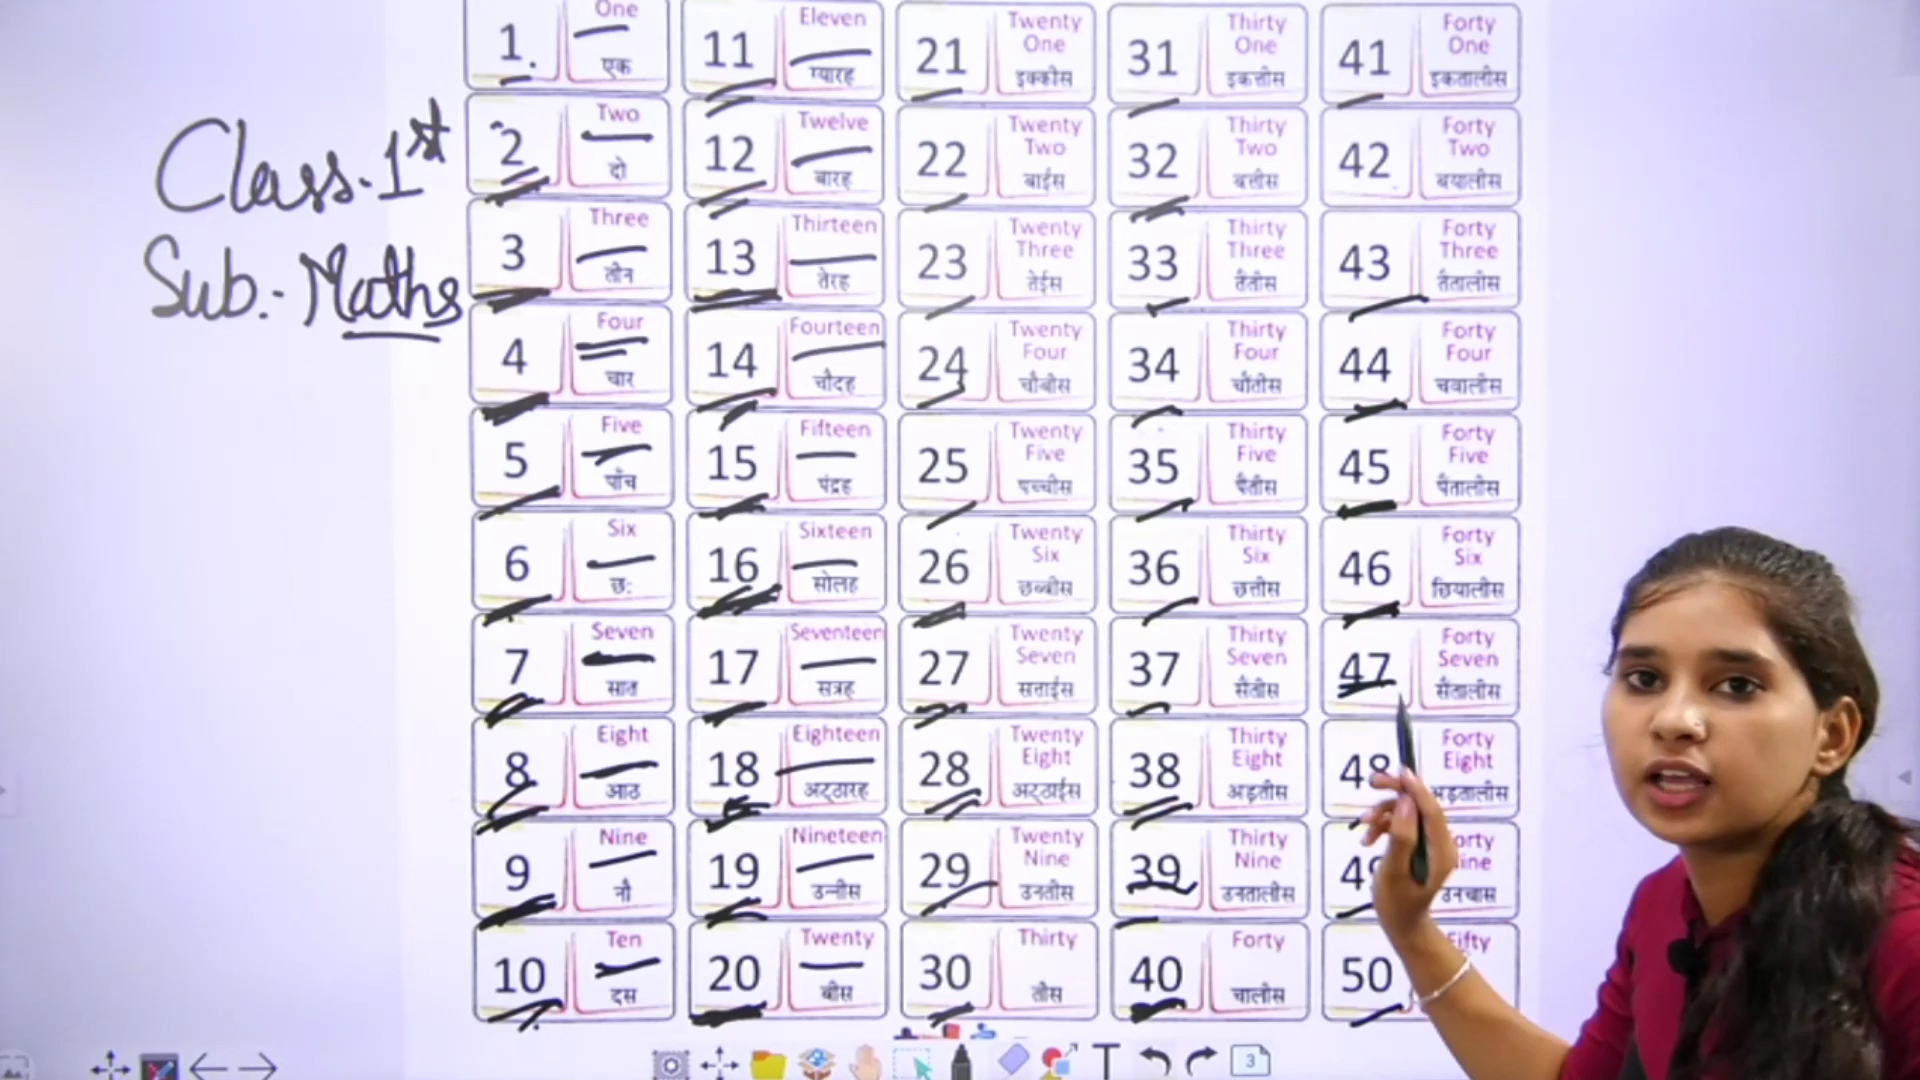 Class.1st
Sub.- Maths
1. One एक
2 Two दो
3 Three तीन
4 Four चार
5 Five पाँच
6 Six छः
7 Seven सात
8 Eight आठ
9 Nine नौ
10 Ten दस
11 Eleven ग्यारह
12 Twelve बारह
13 Thirteen तेरह
14 Fourteen चौदह
15 Fifteen पंद्रह
16 Sixteen सोलह
17 Seventeen सत्रह
18 Eighteen अट्ठारह
19 Nineteen उन्नीस
20 Twenty बीस
21 Twenty One इक्कीस
22 Twenty Two बाईस
23 Twenty Three तेईस
24 Twenty Four चौबीस
25 Twenty Five पच्चीस
26 Twenty Six छब्बीस
27 Twenty Seven सताईस
28 Twenty Eight अट्ठाईस
29 Twenty Nine उनतीस
30 Thirty तीस
31 Thirty One इकत्तीस
32 Thirty Two बत्तीस
33 Thirty Three तैंतीस
34 Thirty Four चौंतीस
35 Thirty Five पैंतीस
36 Thirty Six छत्तीस
37 Thirty Seven सैंतीस
38 Thirty Eight अड़तीस
39 Thirty Nine उनतालीस
40 Forty चालीस
41 Forty One इकतालीस
42 Forty Two बयालीस
43 Forty Three तैंतालीस
44 Forty Four चवालीस
45 Forty Five पैंतालीस
46 Forty Six छियालीस
47 Forty Seven सैंतालीस
48 Forty Eight अड़तालीस
49 उनचास
50 Fifty
3